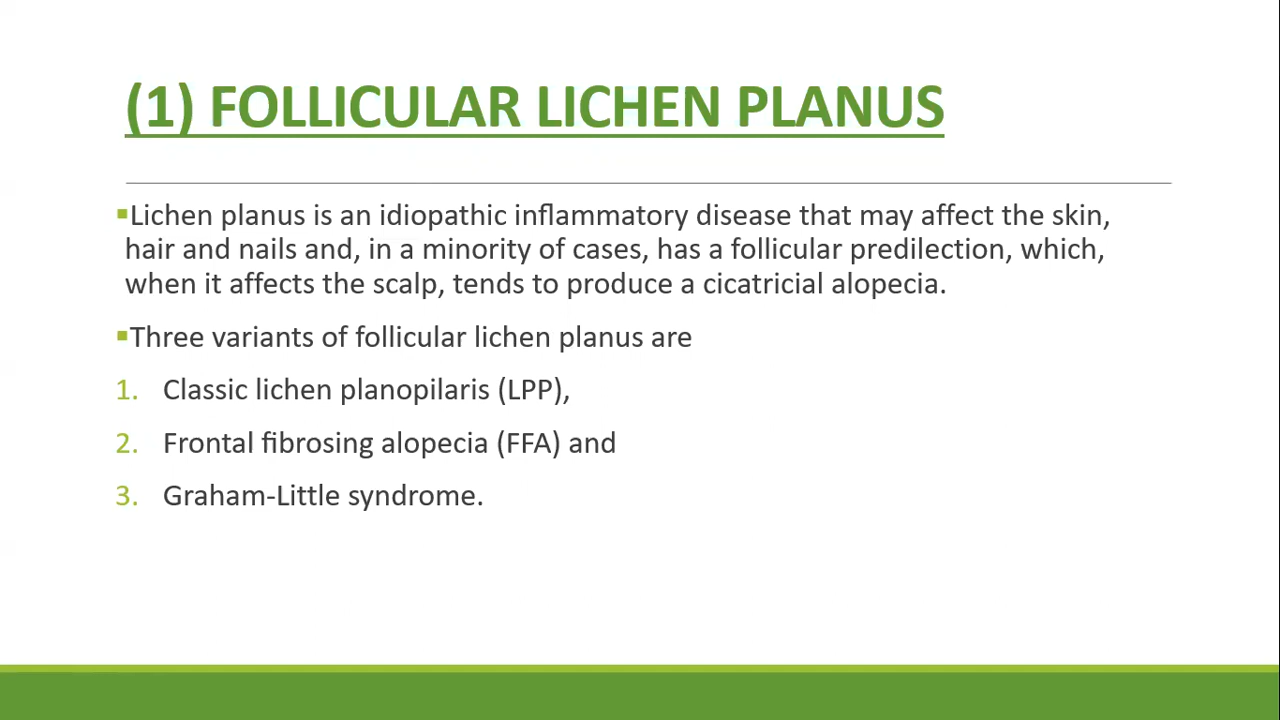 (1) FOLLICULAR LICHEN PLANUS
▪Lichen planus is an idiopathic inflammatory disease that may affect the skin,
hair and nails and, in a minority of cases, has a follicular predilection, which,
when it affects the scalp, tends to produce a cicatricial alopecia.
▪Three variants of follicular lichen planus are
1. Classic lichen planopilaris (LPP),
2. Frontal fibrosing alopecia (FFA) and
3. Graham-Little syndrome.